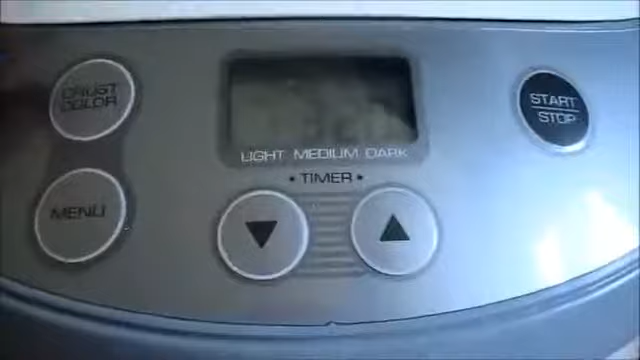 CRUST
COLOR
START
STOP
LIGHT MEDIUM DARK
• TIMER •
MENU